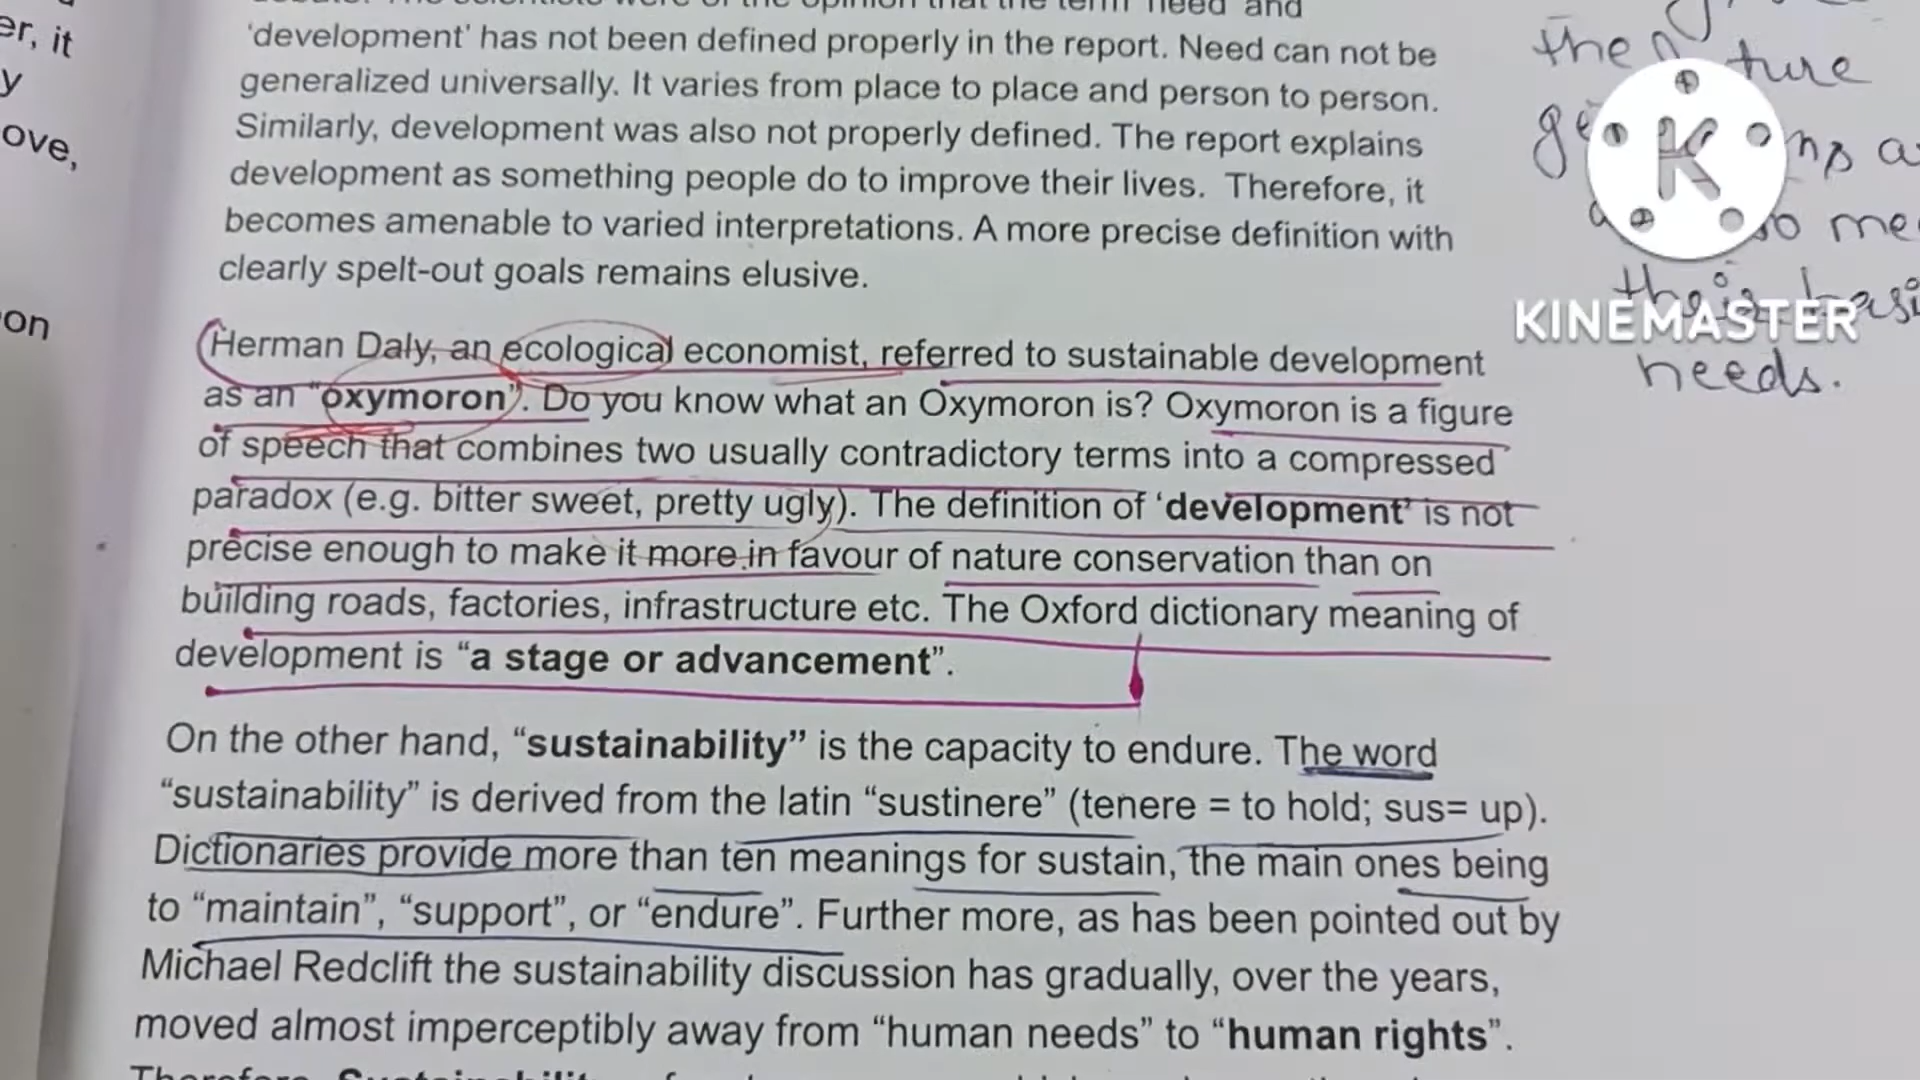 er, it
y
ove,
on
need and
'development' has not been defined properly in the report. Need can not be
generalized universally. It varies from place to place and person to person.
Similarly, development was also not properly defined. The report explains
development as something people do to improve their lives. Therefore, it
becomes amenable to varied interpretations. A more precise definition with
clearly spelt-out goals remains elusive.
Herman Daly, an ecological economist, referred to sustainable development
as an "oxymoron". Do you know what an Oxymoron is? Oxymoron is a figure
of speech that combines two usually contradictory terms into a compressed
paradox (e.g. bitter sweet, pretty ugly). The definition of 'development' is not
precise enough to make it more in favour of nature conservation than on
building roads, factories, infrastructure etc. The Oxford dictionary meaning of
development is "a stage or advancement".
On the other hand, "sustainability" is the capacity to endure. The word
"sustainability" is derived from the latin "sustinere" (tenere = to hold; sus= up).
Dictionaries provide more than ten meanings for sustain, the main ones being
to "maintain", "support", or "endure". Further more, as has been pointed out by
Michael Redclift the sustainability discussion has gradually, over the years,
moved almost imperceptibly away from "human needs" to "human rights".
the
ture
me
needs.
K
KINEMASTER